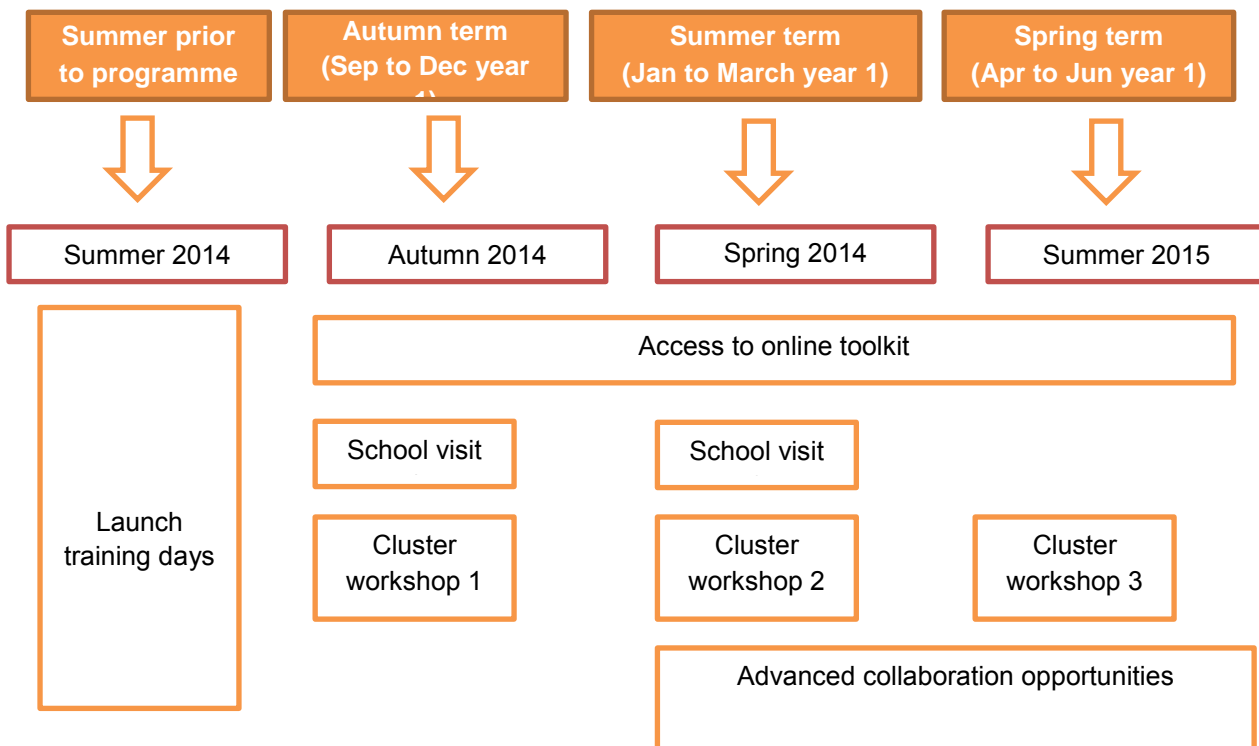 Summer prior
to programme
Autumn term
(Sep to Dec year
1)
Summer term
(Jan to March year 1)
Spring term
(Apr to Jun year 1)
Summer 2014
Autumn 2014
Spring 2014
Summer 2015
Access to online toolkit
School visit
School visit
Launch
training days
Cluster
workshop 1
Cluster
workshop 2
Cluster
workshop 3
Advanced collaboration opportunities